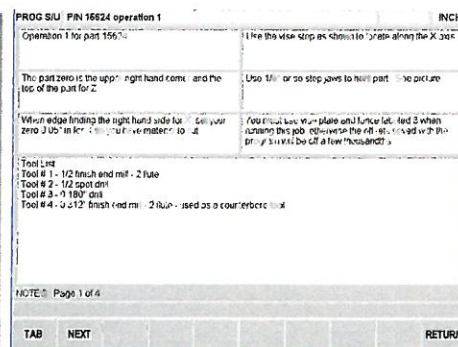 PROG S/U P/N 16624 operation 1 INCH
Operation 1 for part 15624
Use the vise stop as shown to locate along the X axis
The part zero is the upper right hand corner and the
top of the part for Z
Use 1/8" or so step jaws to hold part picture
When edge finding the right hand side for X set your
zero 0.05" in you have material to cut
You must use vise plate and fence labeled 3 when
running this job, otherwise the offsets saved with the
program will be off a few thousandths
Tool List
Tool # 1 - 1/2 finish end mill - 2 flute
Tool # 2 - 1/2 spot drill
Tool # 3 - 0.180" drill
Tool # 4 - 0.312" finish end mill - 2 flute - used as a counterbore tool
NOTES Page 1 of 4
TAB NEXT RETURN